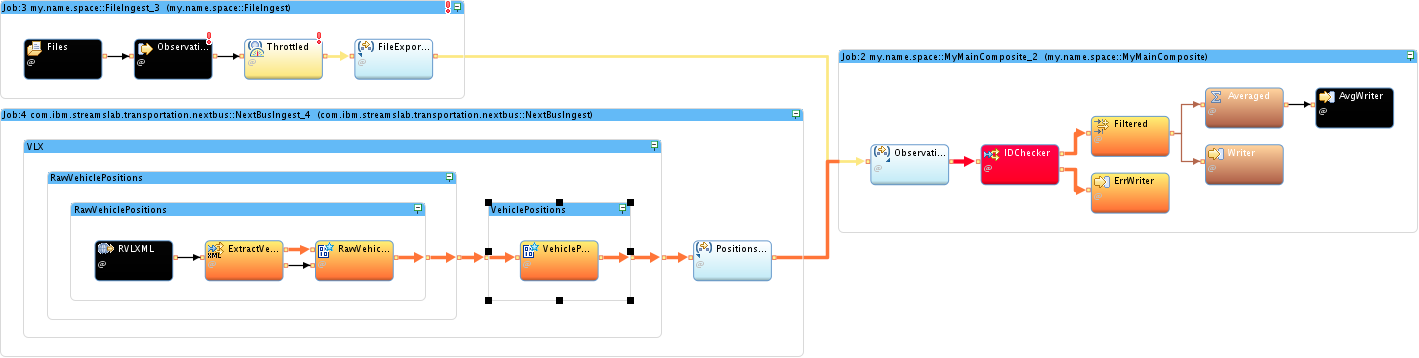 Job:3 my.name.space::FileIngest_3 (my.name.space::FileIngest)
Files
@
Observati...
@
Throttled
@
FileExpor...
@
Job:4 com.ibm.streamslab.transportation.nextbus::NextBusIngest_4 (com.ibm.streamslab.transportation.nextbus::NextBusIngest)
VLX
RawVehiclePositions
RawVehiclePositions
RVLXML
@
ExtractVe...
XML
@
RawVehic...
@
VehiclePositions
VehicleP...
@
Positions...
@
Job:2 my.name.space::MyMainComposite_2 (my.name.space::MyMainComposite)
Observati...
@
IDChecker
@
Filtered
@
ErrWriter
@
Averaged
@
Writer
@
AvgWriter
@